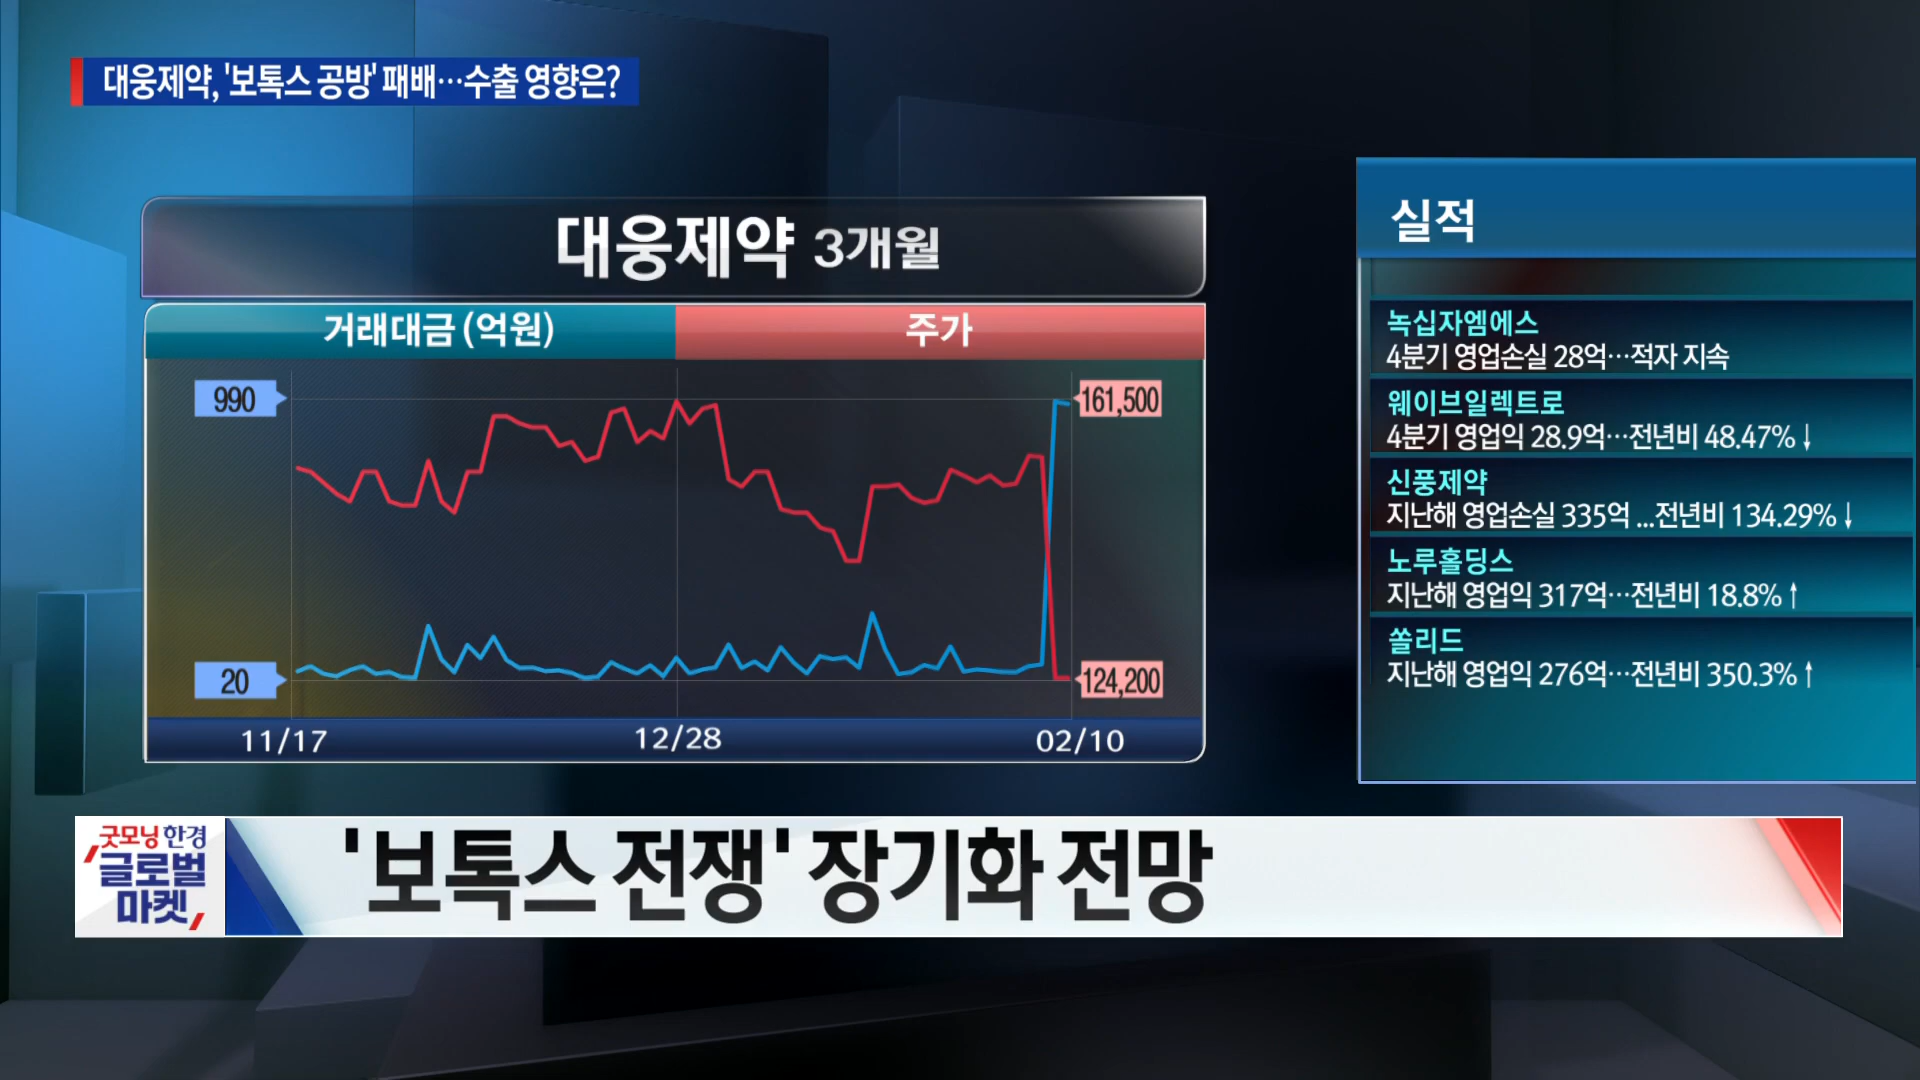 대웅제약, '보톡스 공방' 패배…수출 영향은?
대웅제약 3개월
거래대금 (억원)
주가
990
161,500
20
124,200
11/17
12/28
02/10
실적
녹십자엠에스
4분기 영업손실 28억…적자 지속
웨이브일렉트로
4분기 영업익 28.9억…전년비 48.47%↓
신풍제약
지난해 영업손실 335억 ...전년비 134.29%↓
노루홀딩스
지난해 영업익 317억…전년비 18.8%↑
쏠리드
지난해 영업익 276억…전년비 350.3%↑
굿모닝 한경
글로벌
마켓
'보톡스 전쟁' 장기화 전망